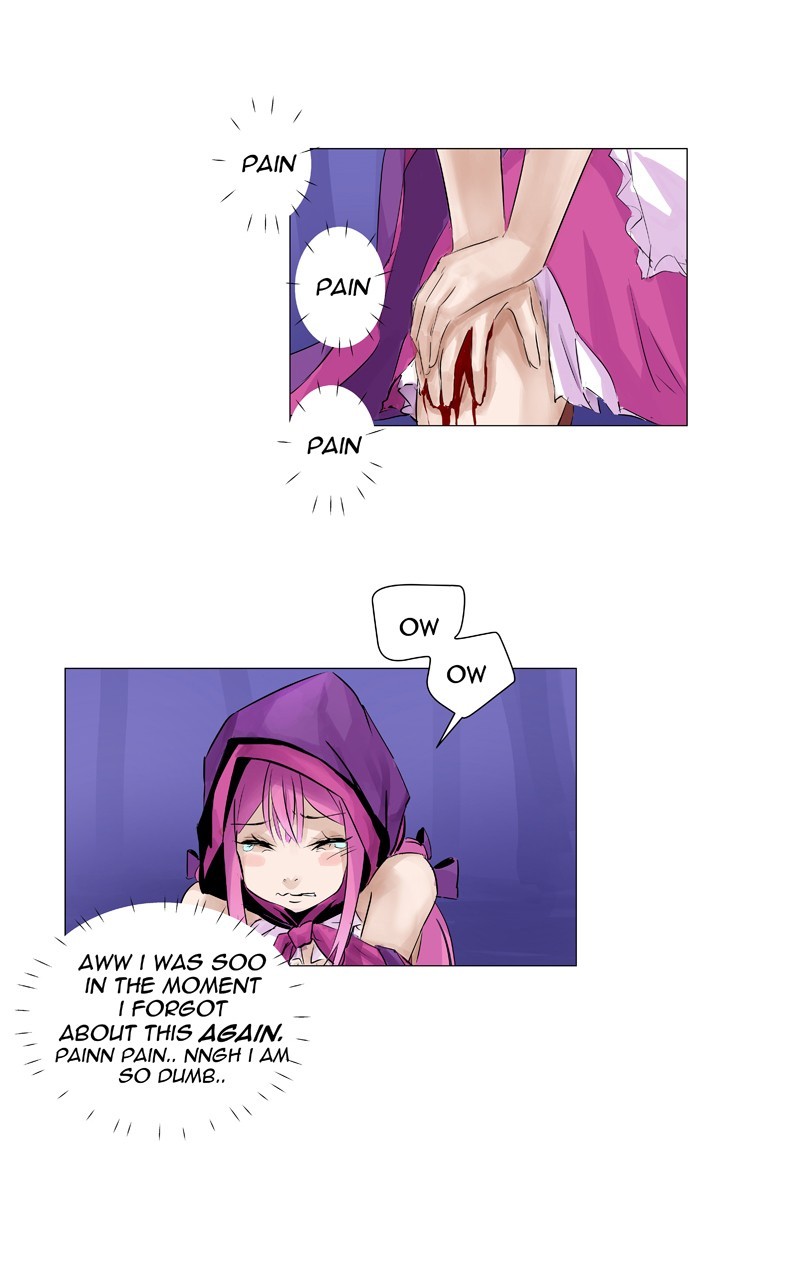 PAIN
PAIN
PAIN
OW
OW
AWW I WAS SOO
IN THE MOMENT
I FORGOT
ABOUT THIS AGAIN.
PAINN PAIN.. NNGH I AM
SO DUMB..